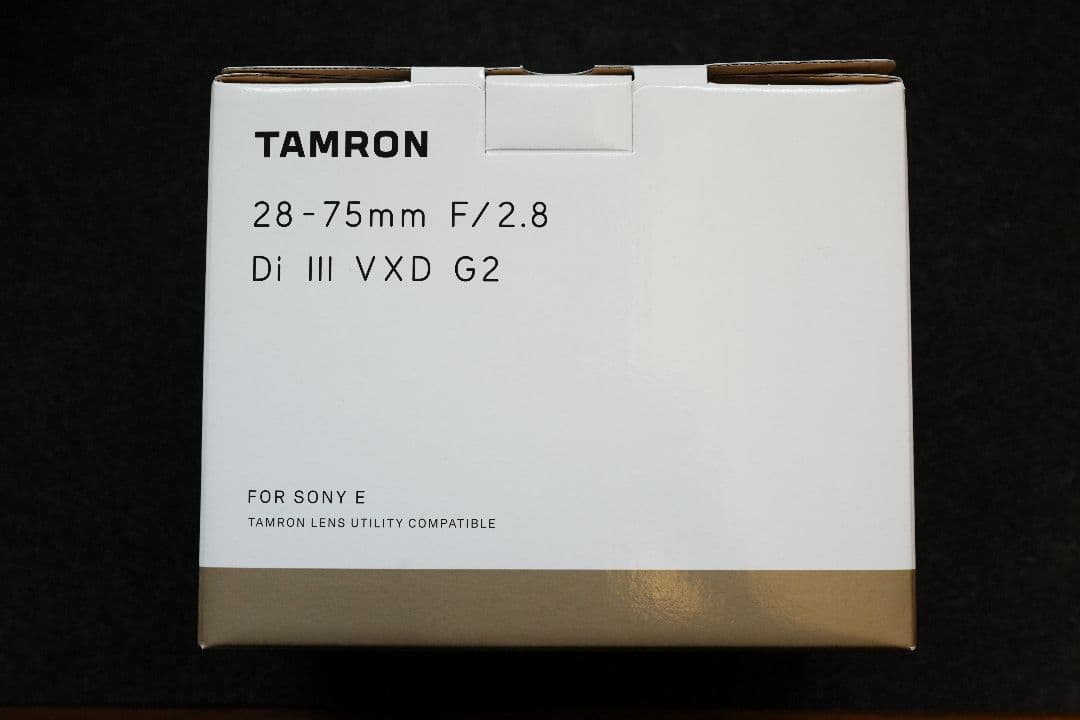 TAMRON
28-75mm F/2.8
Di III VXD G2
FOR SONY E
TAMRON LENS UTILITY COMPATIBLE